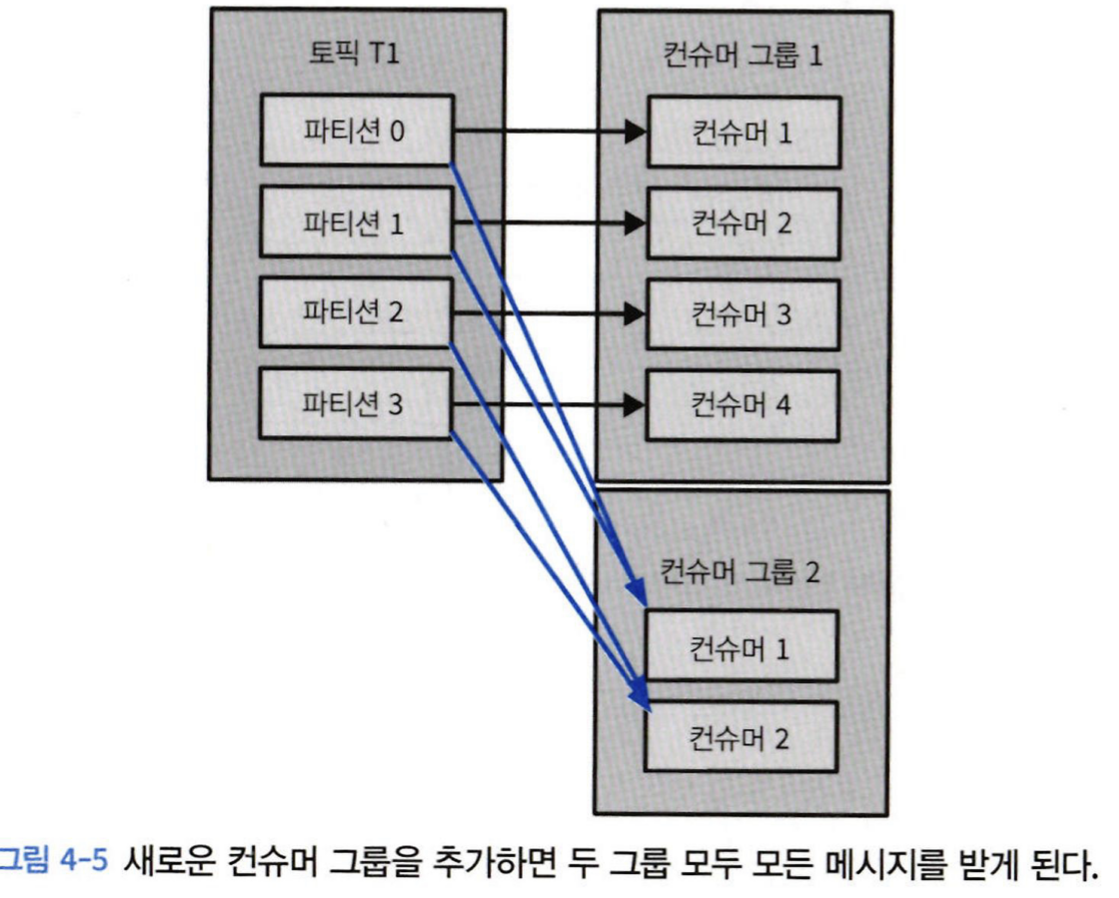 토픽 T1
파티션 0
파티션 1
파티션 2
파티션 3
컨슈머 그룹 1
컨슈머 1
컨슈머 2
컨슈머 3
컨슈머 4
컨슈머 그룹 2
컨슈머 1
컨슈머 2
그림 4-5 새로운 컨슈머 그룹을 추가하면 두 그룹 모두 모든 메시지를 받게 된다.